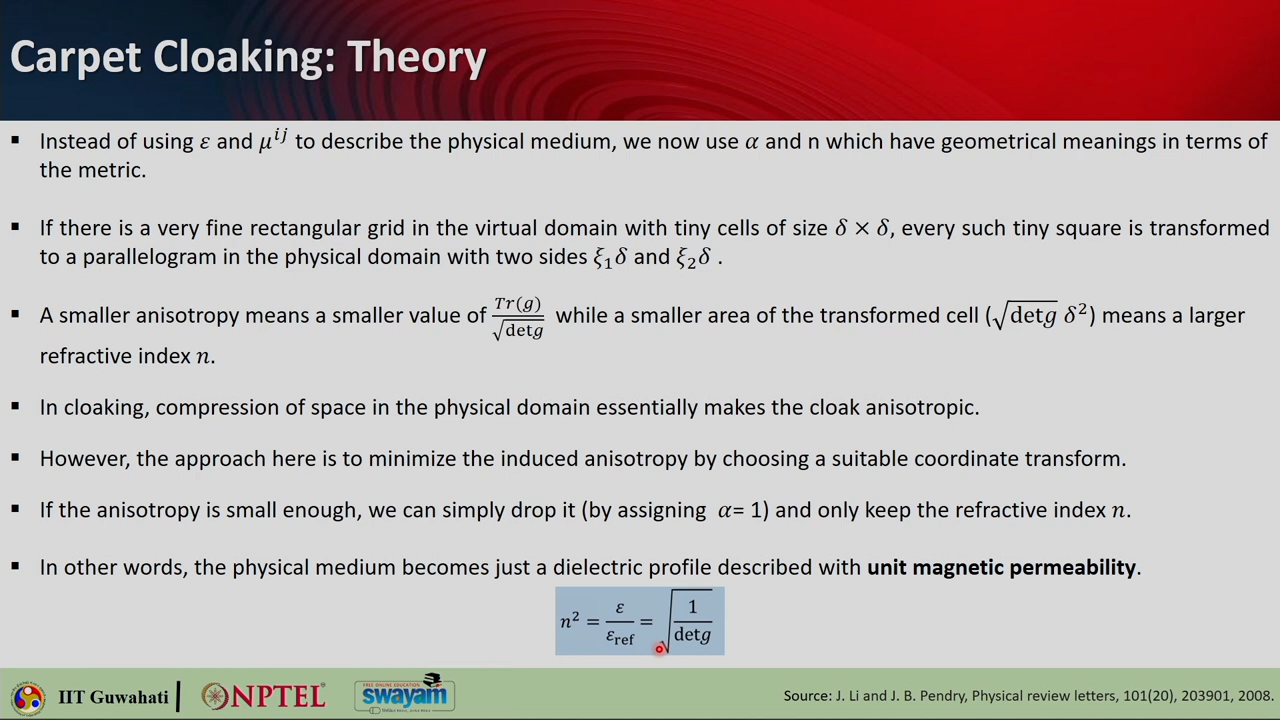 Carpet Cloaking: Theory
▪ Instead of using ε and μ^{ij} to describe the physical medium, we now use α and n which have geometrical meanings in terms of
the metric.
▪ If there is a very fine rectangular grid in the virtual domain with tiny cells of size δ × δ, every such tiny square is transformed
to a parallelogram in the physical domain with two sides ξ₁δ and ξ₂δ .
▪ A smaller anisotropy means a smaller value of Tr(g)/√detg while a smaller area of the transformed cell (√detg δ²) means a larger
refractive index n.
▪ In cloaking, compression of space in the physical domain essentially makes the cloak anisotropic.
▪ However, the approach here is to minimize the induced anisotropy by choosing a suitable coordinate transform.
▪ If the anisotropy is small enough, we can simply drop it (by assigning α= 1) and only keep the refractive index n.
▪ In other words, the physical medium becomes just a dielectric profile described with unit magnetic permeability.
n² = ε/ε_ref = √(1/detg)
IIT Guwahati
NPTEL
FREE ONLINE EDUCATION
swayam
Source: J. Li and J. B. Pendry, Physical review letters, 101(20), 203901, 2008.